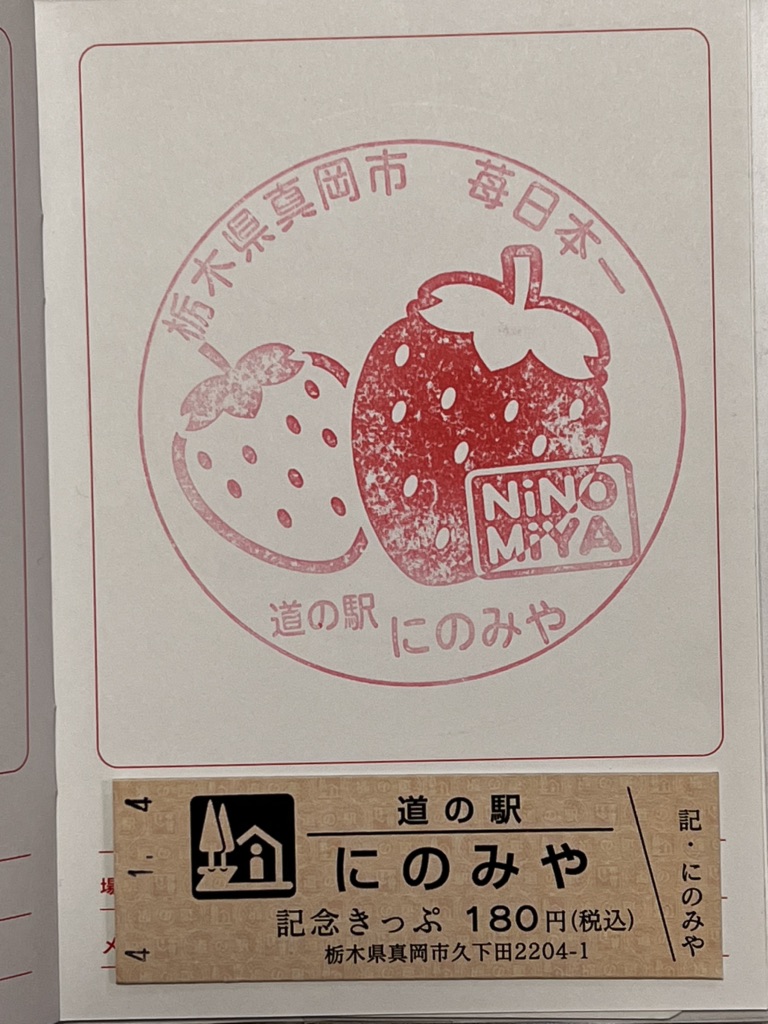 栃木県真岡市 苺日本一
NiNO
MiYA
道の駅 にのみや
4 1. 4
道の駅
にのみや
記念きっぷ 180円(税込)
栃木県真岡市久下田2204-1
記・にのみや
場
メ